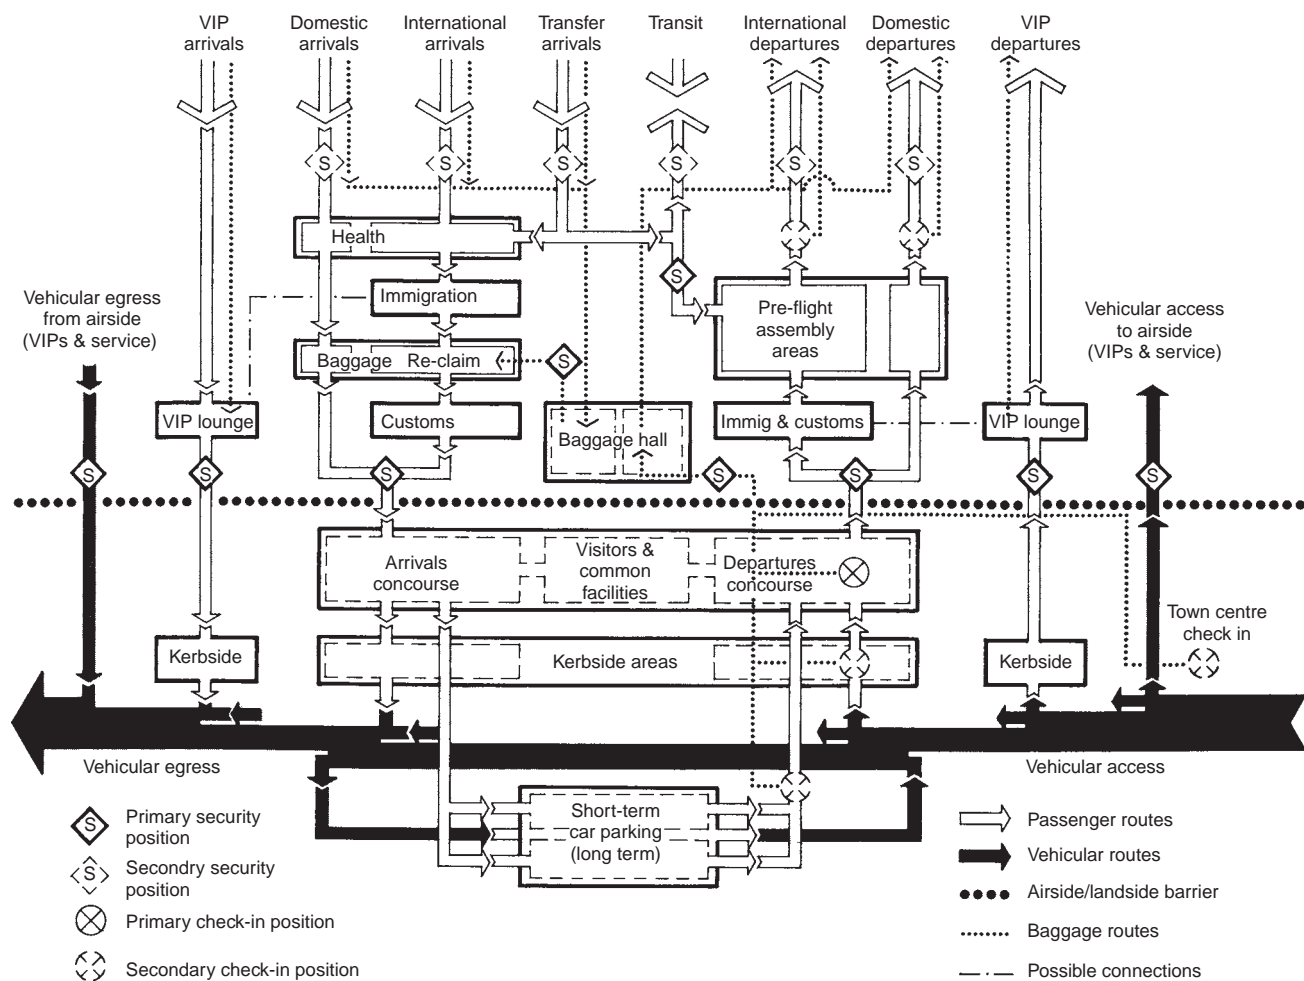 VIP
arrivals
Domestic
arrivals
International
arrivals
Transfer
arrivals
Transit
International
departures
Domestic
departures
VIP
departures
S
S
S
S
S
S
Health
S
Immigration
Vehicular egress
from airside
(VIPs & service)
Pre-flight
assembly
areas
Vehicular access
to airside
(VIPs & service)
Baggage Re-claim
S
VIP lounge
Customs
Baggage hall
Immig & customs
VIP lounge
S
S
S
S
S
S
S
Arrivals
concourse
Visitors &
common
facilities
Departures
concourse
Town centre
check in
Kerbside
Kerbside areas
Kerbside
Vehicular egress
Vehicular access
Short-term
car parking
(long term)
S
Primary security
position
S
Secondry security
position
Primary check-in position
Secondary check-in position
Passenger routes
Vehicular routes
Airside/landside barrier
Baggage routes
Possible connections